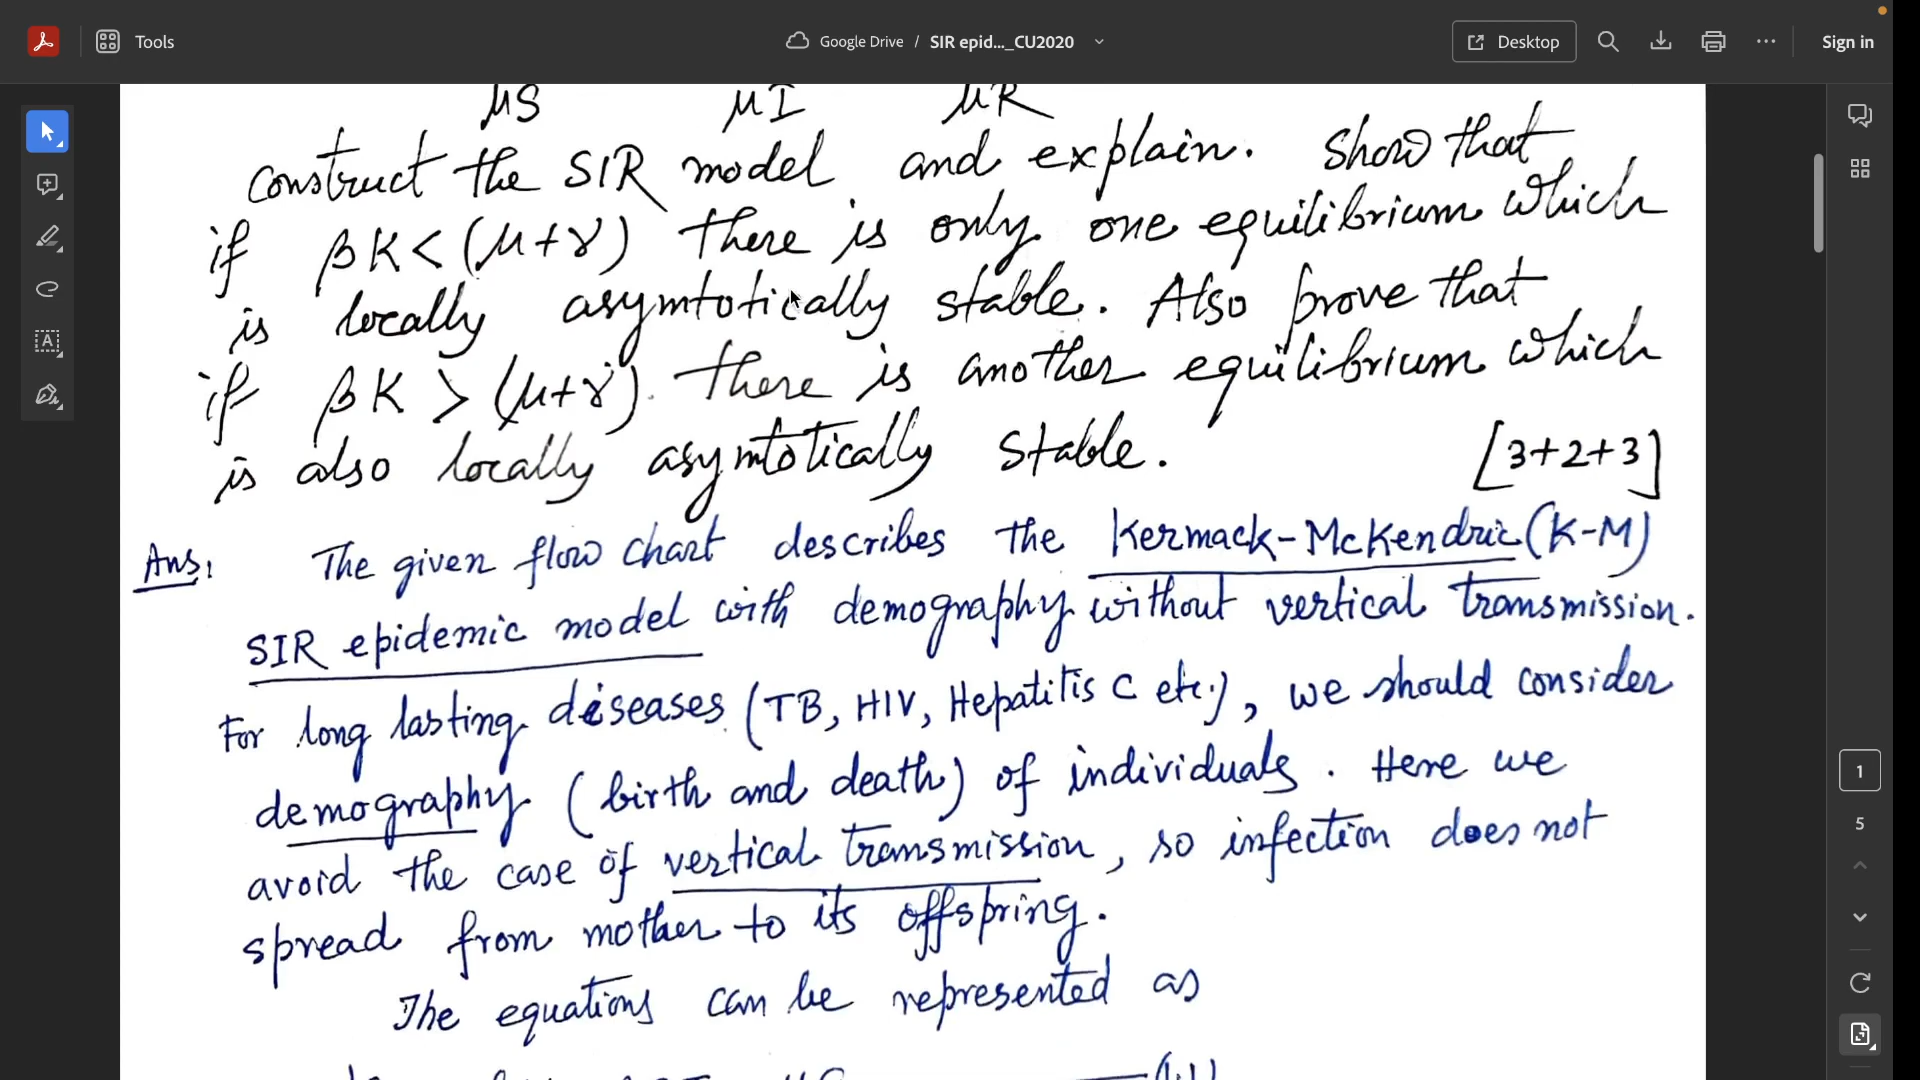 Tools
Google Drive / SIR epid..._CU2020
Desktop
Sign in
μS μI μR
construct the SIR model and explain. Show that
if βK < (μ+γ) there is only one equilibrium which
is locally asymtotically stable. Also prove that
if βK > (μ+γ). there is another equilibrium which
is also locally asymtotically stable. [3+2+3]
Ans: The given flow chart describes the Kermack-McKendric (K-M)
SIR epidemic model with demography without vertical transmission.
For long lasting diseases (TB, HIV, Hepatitis C etc.), we should consider
demography (birth and death) of individuals. Here we
avoid the case of vertical transmission, so infection does not
spread from mother to its offspring.
The equations can be represented as
(1.1)
1
5